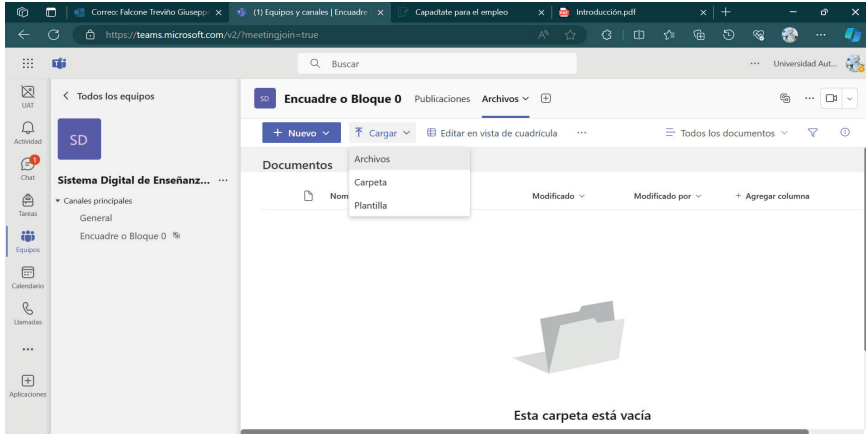 Correo: Falcone Treviño Giusepp
(1) Equipos y canales | Encuadre
Capacítate para el empleo
Introducción.pdf
https://teams.microsoft.com/v2/?meetingjoin=true
Buscar
Universidad Aut...
UAT
Actividad
Chat
1
Tareas
Equipos
Calendario
Llamadas
Aplicaciones
Todos los equipos
SD
Sistema Digital de Enseñanz... ...
Canales principales
General
Encuadre o Bloque 0
SD Encuadre o Bloque 0 Publicaciones Archivos
+ Nuevo Cargar Editar en vista de cuadrícula ... Todos los documentos
Documentos
Archivos
Carpeta
Plantilla
Nom Modificado Modificado por + Agregar columna
Esta carpeta está vacía